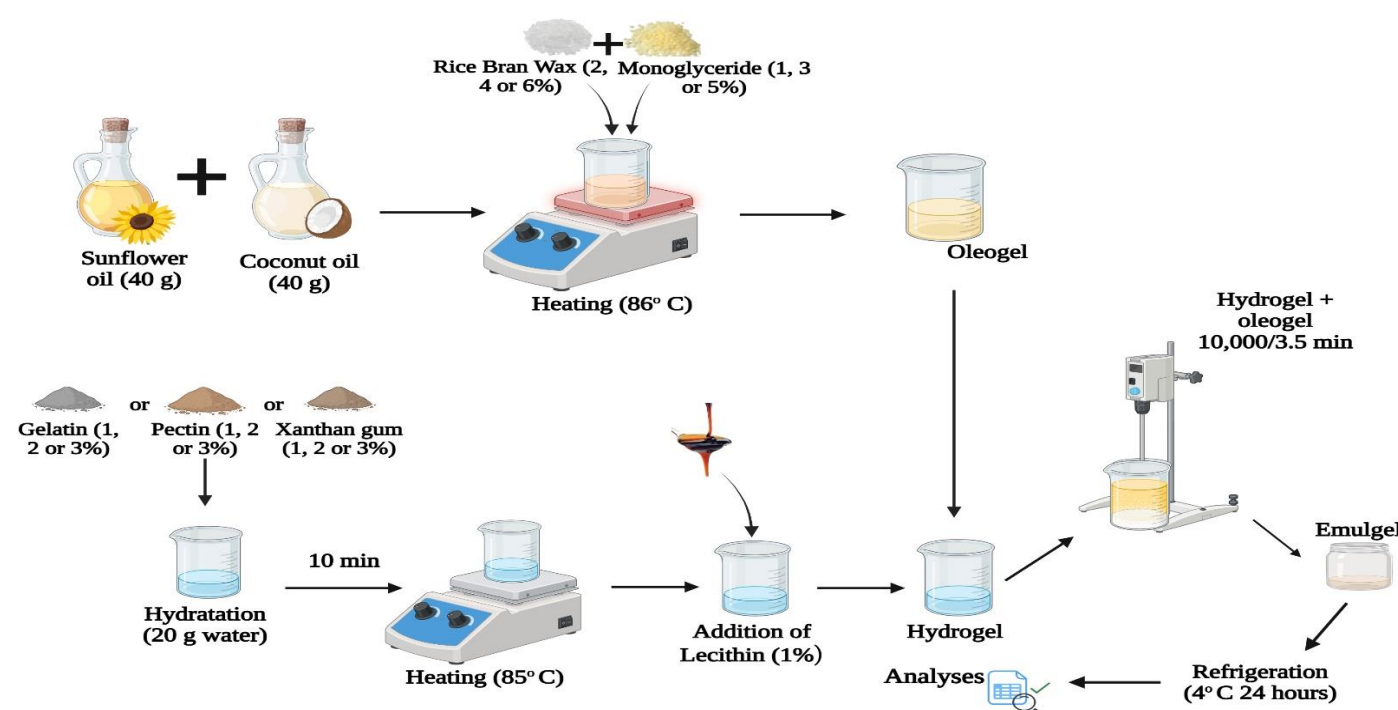 Rice Bran Wax (2, 4 or 6%)
Monoglyceride (1, 3 or 5%)
Sunflower
oil (40 g)
Coconut oil
(40 g)
Heating (86º C)
Oleogel
Hydrogel +
oleogel
10,000/3.5 min
Gelatin (1,
2 or 3%)
or
Pectin (1, 2
or 3%)
or
Xanthan gum
(1, 2 or 3%)
Hydratation
(20 g water)
10 min
Heating (85º C)
Addition of
Lecithin (1%)
Hydrogel
Emulgel
Refrigeration
(4º C 24 hours)
Analyses